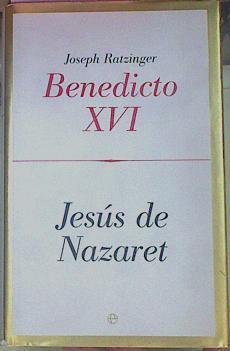 Joseph Ratzinger
Benedicto
XVI
Jesús de
Nazaret